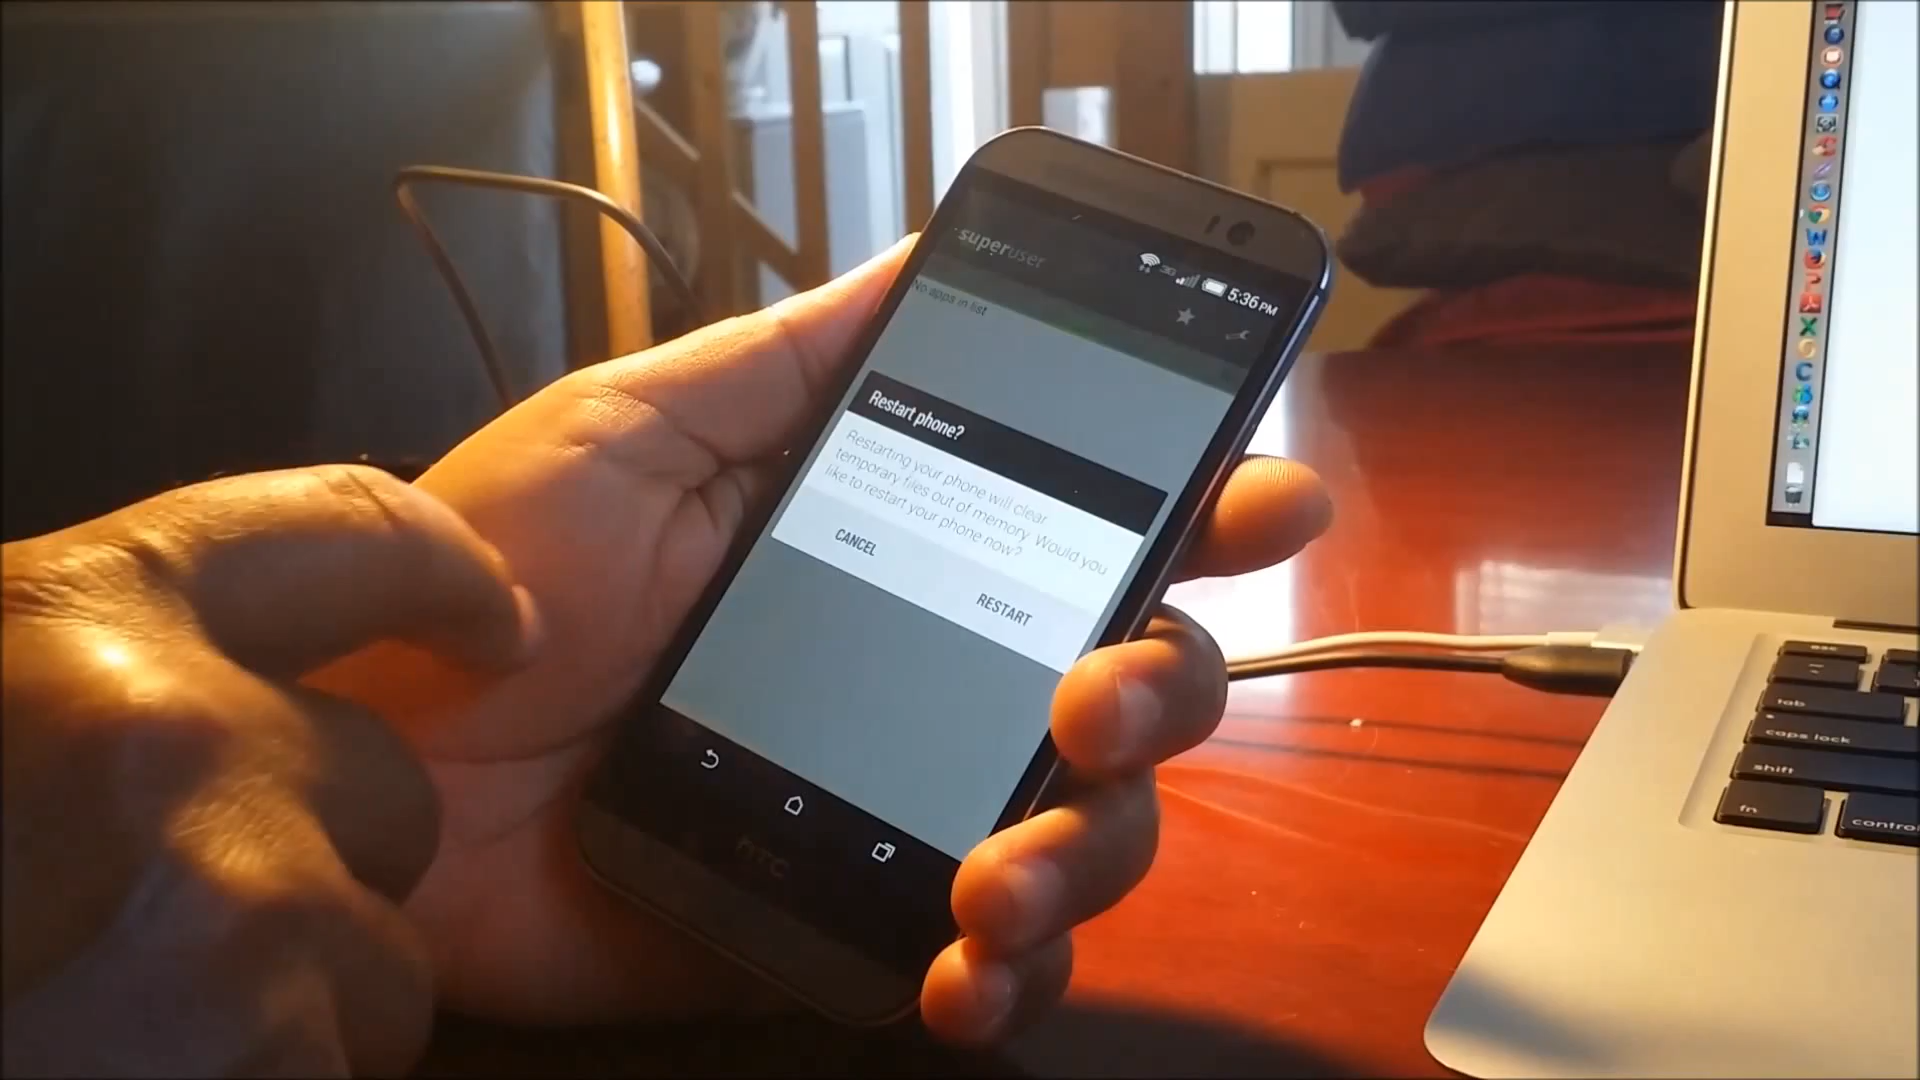 superuser
3G 5:36 PM
No apps in list
Restart phone?
Restarting your phone will clear
temporary files out of memory. Would you
like to restart your phone now?
CANCEL
RESTART
hTC
esc
tab
caps lock
shift
fn
control